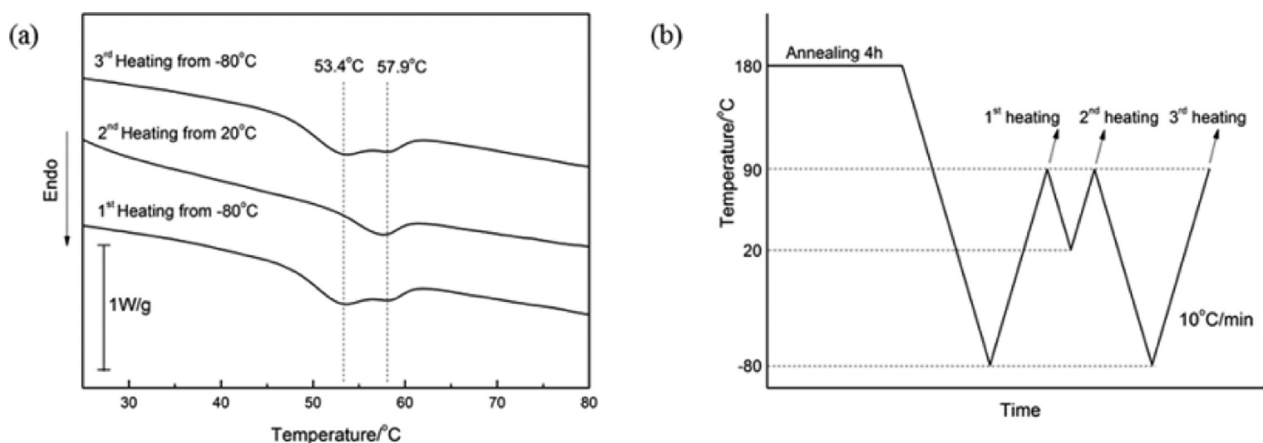 (a)
3rd Heating from -80°C
53.4°C
57.9°C
2nd Heating from 20°C
1st Heating from -80°C
Endo
1W/g
30
40
50
60
70
80
Temperature/°C
(b)
Annealing 4h
180
90
20
-80
Temperature/°C
1st heating
2nd heating
3rd heating
10°C/min
Time